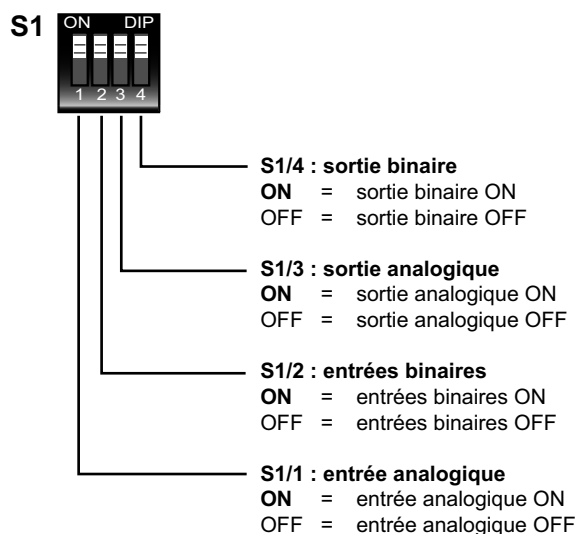 S1
ON DIP
1 2 3 4
S1/4 : sortie binaire
ON = sortie binaire ON
OFF = sortie binaire OFF
S1/3 : sortie analogique
ON = sortie analogique ON
OFF = sortie analogique OFF
S1/2 : entrées binaires
ON = entrées binaires ON
OFF = entrées binaires OFF
S1/1 : entrée analogique
ON = entrée analogique ON
OFF = entrée analogique OFF